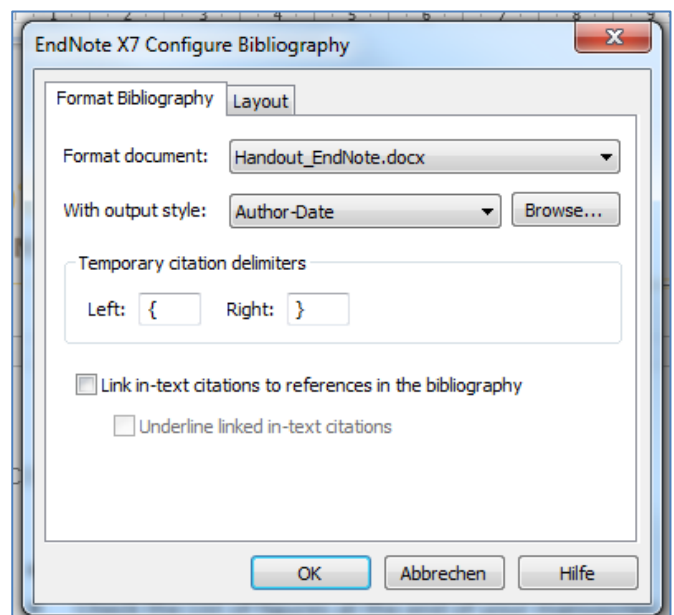 EndNote X7 Configure Bibliography
Format Bibliography Layout
Format document: Handout_EndNote.docx
With output style: Author-Date Browse...
Temporary citation delimiters
Left: { Right: }
Link in-text citations to references in the bibliography
Underline linked in-text citations
OK Abbrechen Hilfe